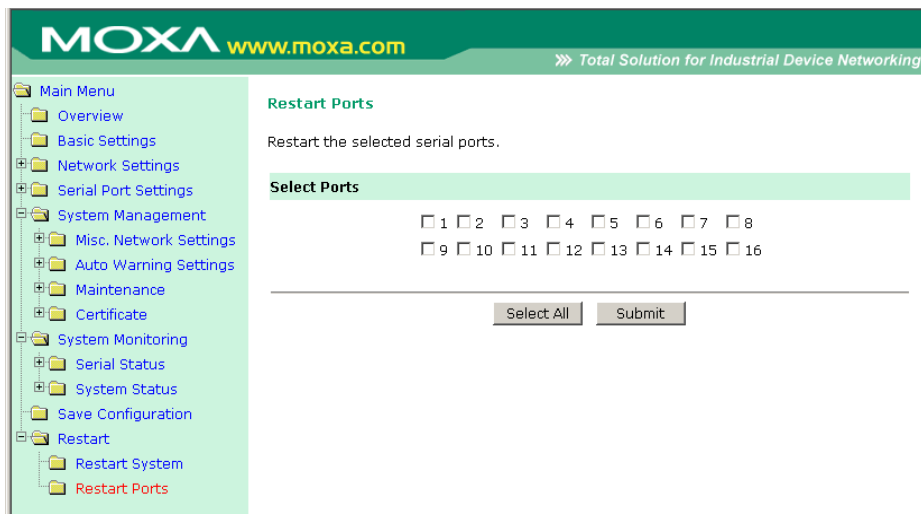 MOXA www.moxa.com
Total Solution for Industrial Device Networking
Main Menu
Overview
Basic Settings
Network Settings
Serial Port Settings
System Management
Misc. Network Settings
Auto Warning Settings
Maintenance
Certificate
System Monitoring
Serial Status
System Status
Save Configuration
Restart
Restart System
Restart Ports
Restart Ports
Restart the selected serial ports.
Select Ports
1 2 3 4 5 6 7 8
9 10 11 12 13 14 15 16
Select All Submit